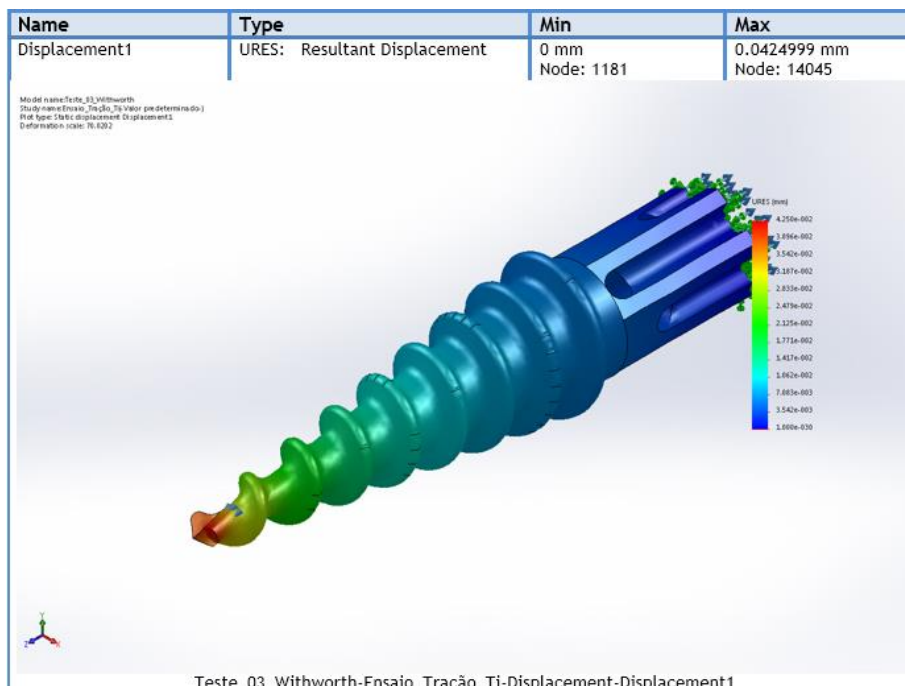 Name Type Min Max
Displacement1 URES: Resultant Displacement 0 mm 0.0424999 mm
Node: 1181 Node: 14045
Model name:Teste_03_Withworth
Study name:Ensaio_Tração_Ti(-Valor predeterminado-)
Plot type: Static displacement Displacement1
Deformation scale: 70.0202
URES (mm)
4.250e-002
3.896e-002
3.542e-002
3.187e-002
2.833e-002
2.479e-002
2.125e-002
1.771e-002
1.417e-002
1.062e-002
7.083e-003
3.542e-003
1.000e-030
Y
Z
X
Teste_03_Withworth-Ensaio_Tração_Ti-Displacement-Displacement1